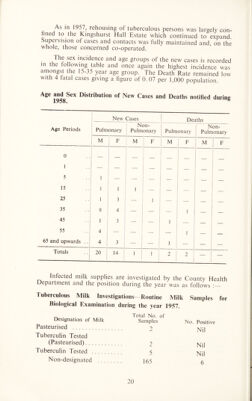 As in 1957, rehousing of tuberculous persons was largely con-
fined to the Kingshurst Hall Estate which continued to expand.
Supervision of cases and contacts was fully maintained and, on the
whole, those concerned co-operated.
The sex incidence and age groups of the new cases is recorded
in the following table and once again the highest incidence was
amongst the 15-35 year age group. The Death Rate remained low
with 4 fatal cases giving a figure of 0.07 per 1,000 population.
Age and Sex Distribution of New Cases and Deaths notified during
1958.
New Cases Deaths
Age Periods Pulmonary Non-Pulmonary Pulmonary Non-Pulmonary
M F M F M F M F
0 — — — — — — — —
1 — — — — — — — —
5 1 — — — — — — —
15 1 1 1 — — — — —
25 1 3 — 1 — — — —
35 8 4 — — — 1 — —
45 1 3 — — 1 — — —
55 4 — — — — 1 — —
65 and upwards 4 3 — — 1 — — —
Totals 20 14 1 1 2 2 — —
Infected milk supplies are investigated by the County Health
Department and the position during the year was as follows :—
Tuberculous Milk Investigations—Routine Milk Samples for
Biological Examination during the year 1957.
Designation of Milk Total No. of Samples No. Positive
Pasteurised 2 Nil
Tuberculin Tested
(Pasteurised) 2 Nil
Tuberculin Tested 5 Nil
Non-designated 165 6
20